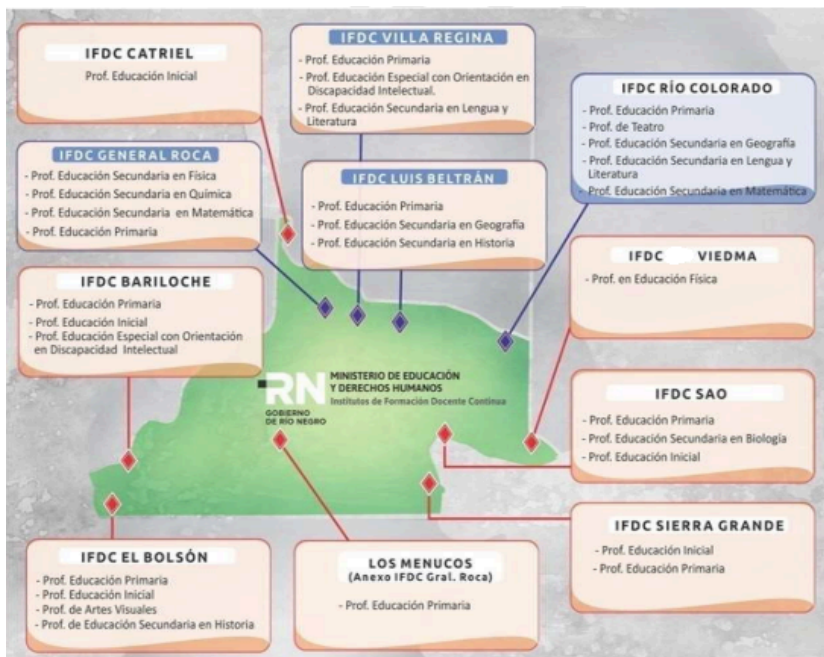 IFDC CATRIEL
Prof. Educación Inicial
IFDC VILLA REGINA
- Prof. Educación Primaria
- Prof. Educación Especial con Orientación en
Discapacidad Intelectual.
- Prof. Educación Secundaria en Lengua y
Literatura
IFDC RÍO COLORADO
- Prof. Educación Primaria
- Prof. de Teatro
- Prof. Educación Secundaria en Geografía
- Prof. Educación Secundaria en Lengua y
Literatura
- Prof. Educación Secundaria en Matemática
IFDC GENERAL ROCA
- Prof. Educación Secundaria en Física
- Prof. Educación Secundaria en Química
- Prof. Educación Secundaria en Matemática
- Prof. Educación Primaria
IFDC LUIS BELTRÁN
- Prof. Educación Primaria
- Prof. Educación Secundaria en Geografía
- Prof. Educación Secundaria en Historia
IFDC VIEDMA
- Prof. en Educación Física
IFDC BARILOCHE
- Prof. Educación Primaria
- Prof. Educación Inicial
- Prof. Educación Especial con Orientación
en Discapacidad Intelectual
RN
GOBIERNO
DE RÍO NEGRO
MINISTERIO DE EDUCACIÓN
Y DERECHOS HUMANOS
Institutos de Formación Docente Continua
IFDC SAO
- Prof. Educación Primaria
- Prof. Educación Secundaria en Biología
- Prof. Educación Inicial
IFDC SIERRA GRANDE
- Prof. Educación Inicial
- Prof. Educación Primaria
IFDC EL BOLSÓN
- Prof. Educación Primaria
- Prof. Educación Inicial
- Prof. de Artes Visuales
- Prof. de Educación Secundaria en Historia
LOS MENUCOS
(Anexo IFDC Gral. Roca)
- Prof. Educación Primaria